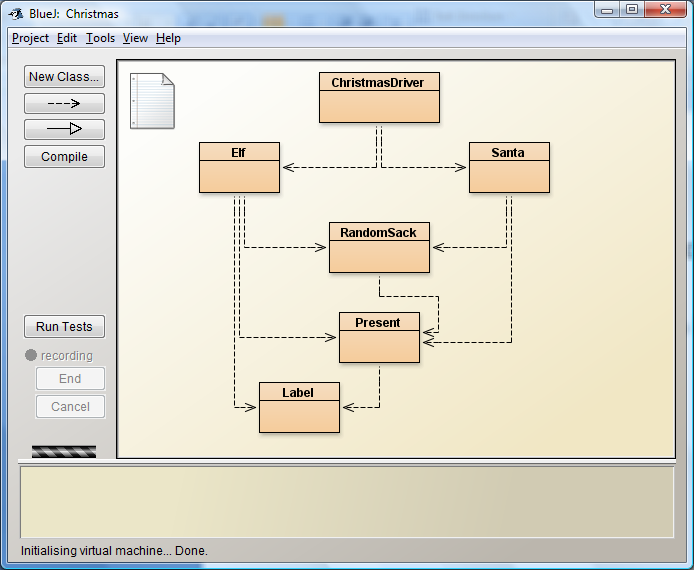 BlueJ: Christmas
Project Edit Tools View Help
New Class...
Compile
Run Tests
recording
End
Cancel
ChristmasDriver
Elf
Santa
RandomSack
Present
Label
Initialising virtual machine... Done.